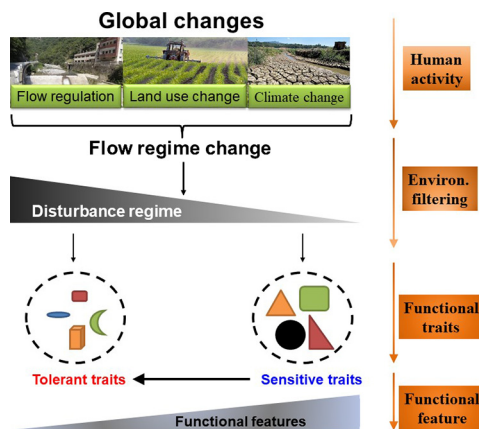 Global changes
Flow regulation
Land use change
Climate change
Human
activity
Flow regime change
Environ.
filtering
Disturbance regime
Functional
traits
Tolerant traits
Sensitive traits
Functional features
Functional
feature